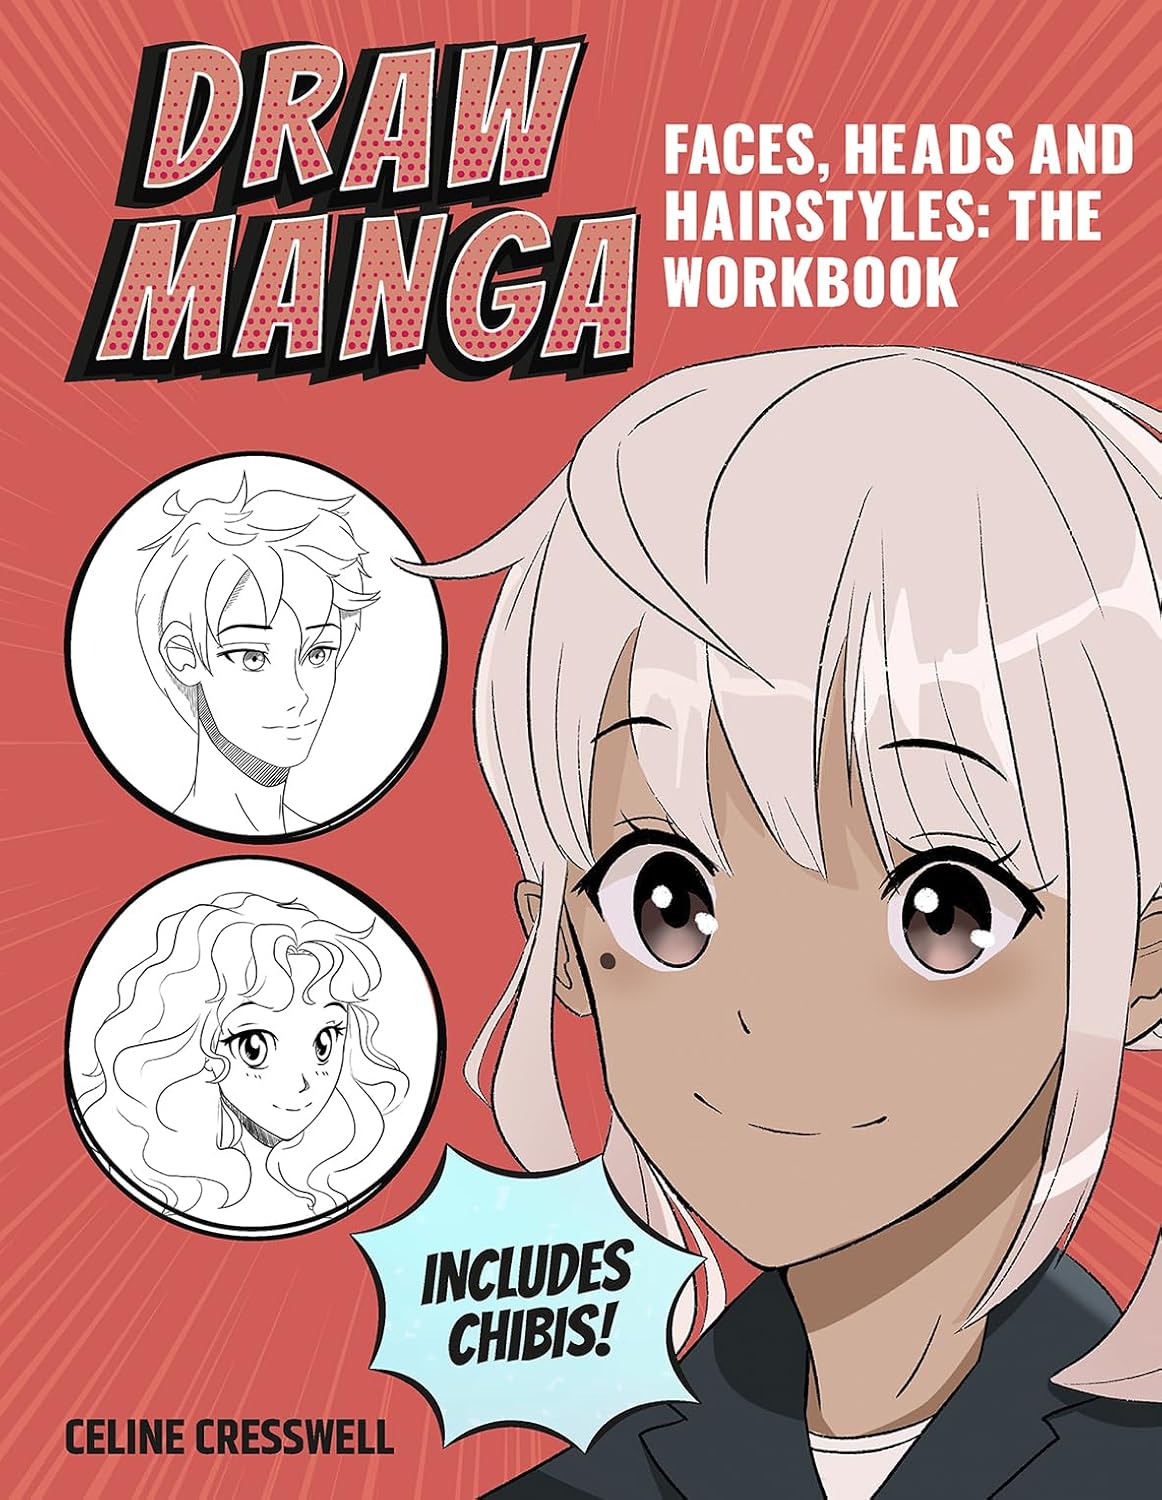 DRAW
MANGA
FACES, HEADS AND
HAIRSTYLES: THE
WORKBOOK
INCLUDES
CHIBIS!
CELINE CRESSWELL